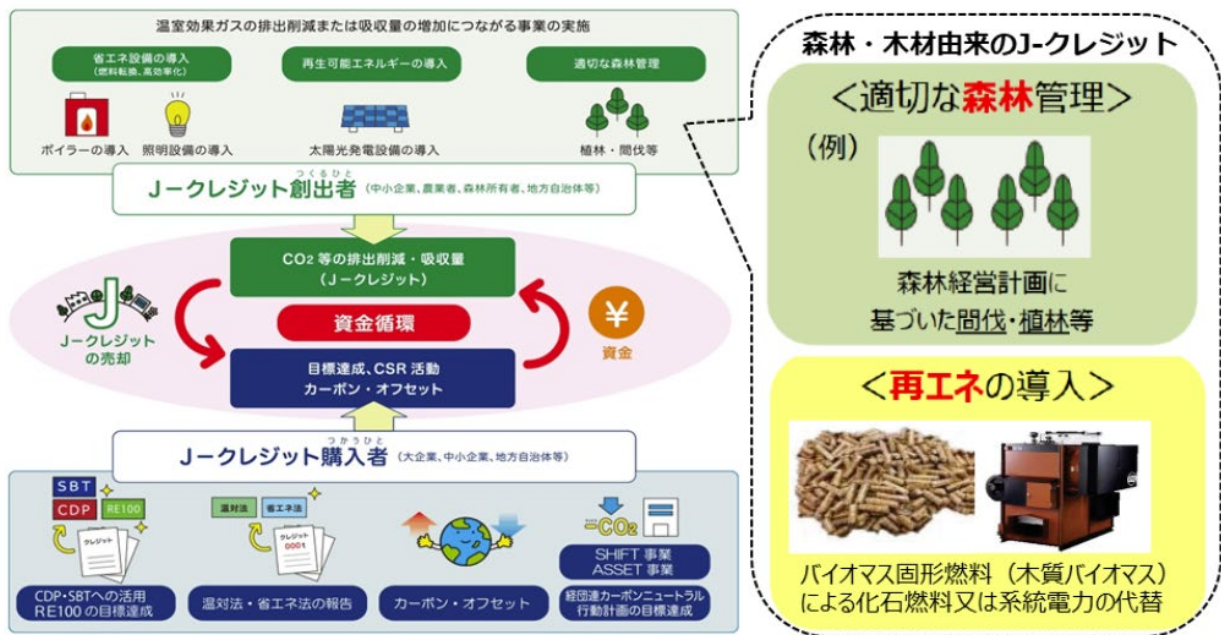 温室効果ガスの排出削減または吸収量の増加につながる事業の実施
省エネ設備の導入
(燃料転換、高効率化)
再生可能エネルギーの導入
適切な森林管理
ボイラーの導入
照明設備の導入
太陽光発電設備の導入
植林・間伐等
つくるひと
J-クレジット創出者(中小企業、農業者、森林所有者、地方自治体等)
CO2 等の排出削減・吸収量
(J-クレジット)
J
J-クレジット
の売却
資金循環
¥
資金
目標達成、CSR 活動
カーボン・オフセット
つかうひと
J-クレジット購入者(大企業、中小企業、地方自治体等)
SBT
CDP
RE100
クレジット
CDP・SBTへの活用
RE100 の目標達成
温対法
省エネ法
クレジット
000t
温対法・省エネ法の報告
カーボン・オフセット
-CO2
SHIFT 事業
ASSET 事業
経団連カーボンニュートラル
行動計画の目標達成
森林・木材由来のJ-クレジット
<適切な森林管理>
(例)
森林経営計画に
基づいた間伐・植林等
<再エネの導入>
バイオマス固形燃料(木質バイオマス)
による化石燃料又は系統電力の代替